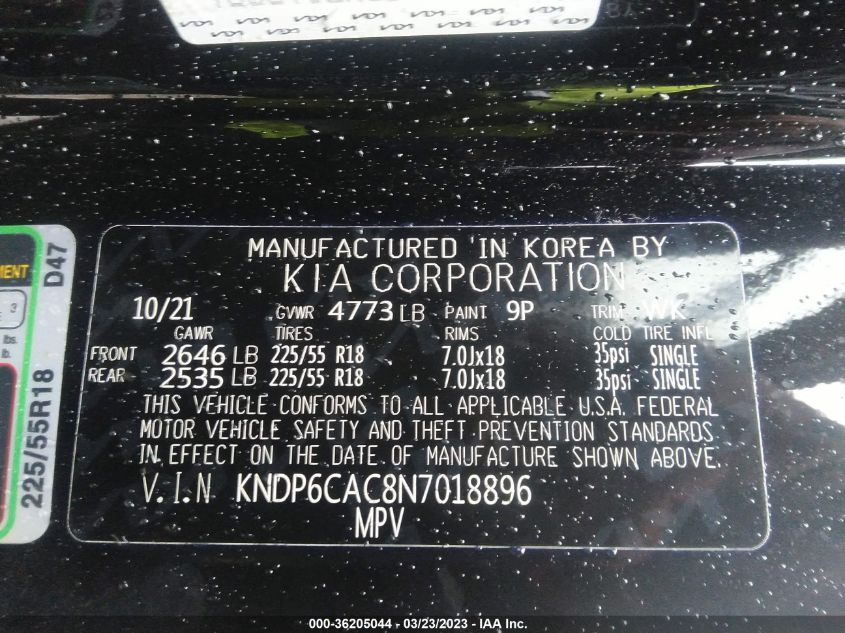 MENT
D47
3
lbs.
lb.
225/55R18
MANUFACTURED IN KOREA BY
KIA CORPORATION
10/21 GVWR 4773 LB PAINT 9P TRIM WK
GAWR TIRES RIMS COLD TIRE INFL
FRONT 2646 LB 225/55 R18 7.0Jx18 35psi SINGLE
REAR 2535 LB 225/55 R18 7.0Jx18 35psi SINGLE
THIS VEHICLE CONFORMS TO ALL APPLICABLE U.S.A. FEDERAL
MOTOR VEHICLE SAFETY AND THEFT PREVENTION STANDARDS
IN EFFECT ON THE DATE OF MANUFACTURE SHOWN ABOVE.
V.I.N KNDP6CAC8N7018896
MPV
000-36205044 - 03/23/2023 - IAA Inc.